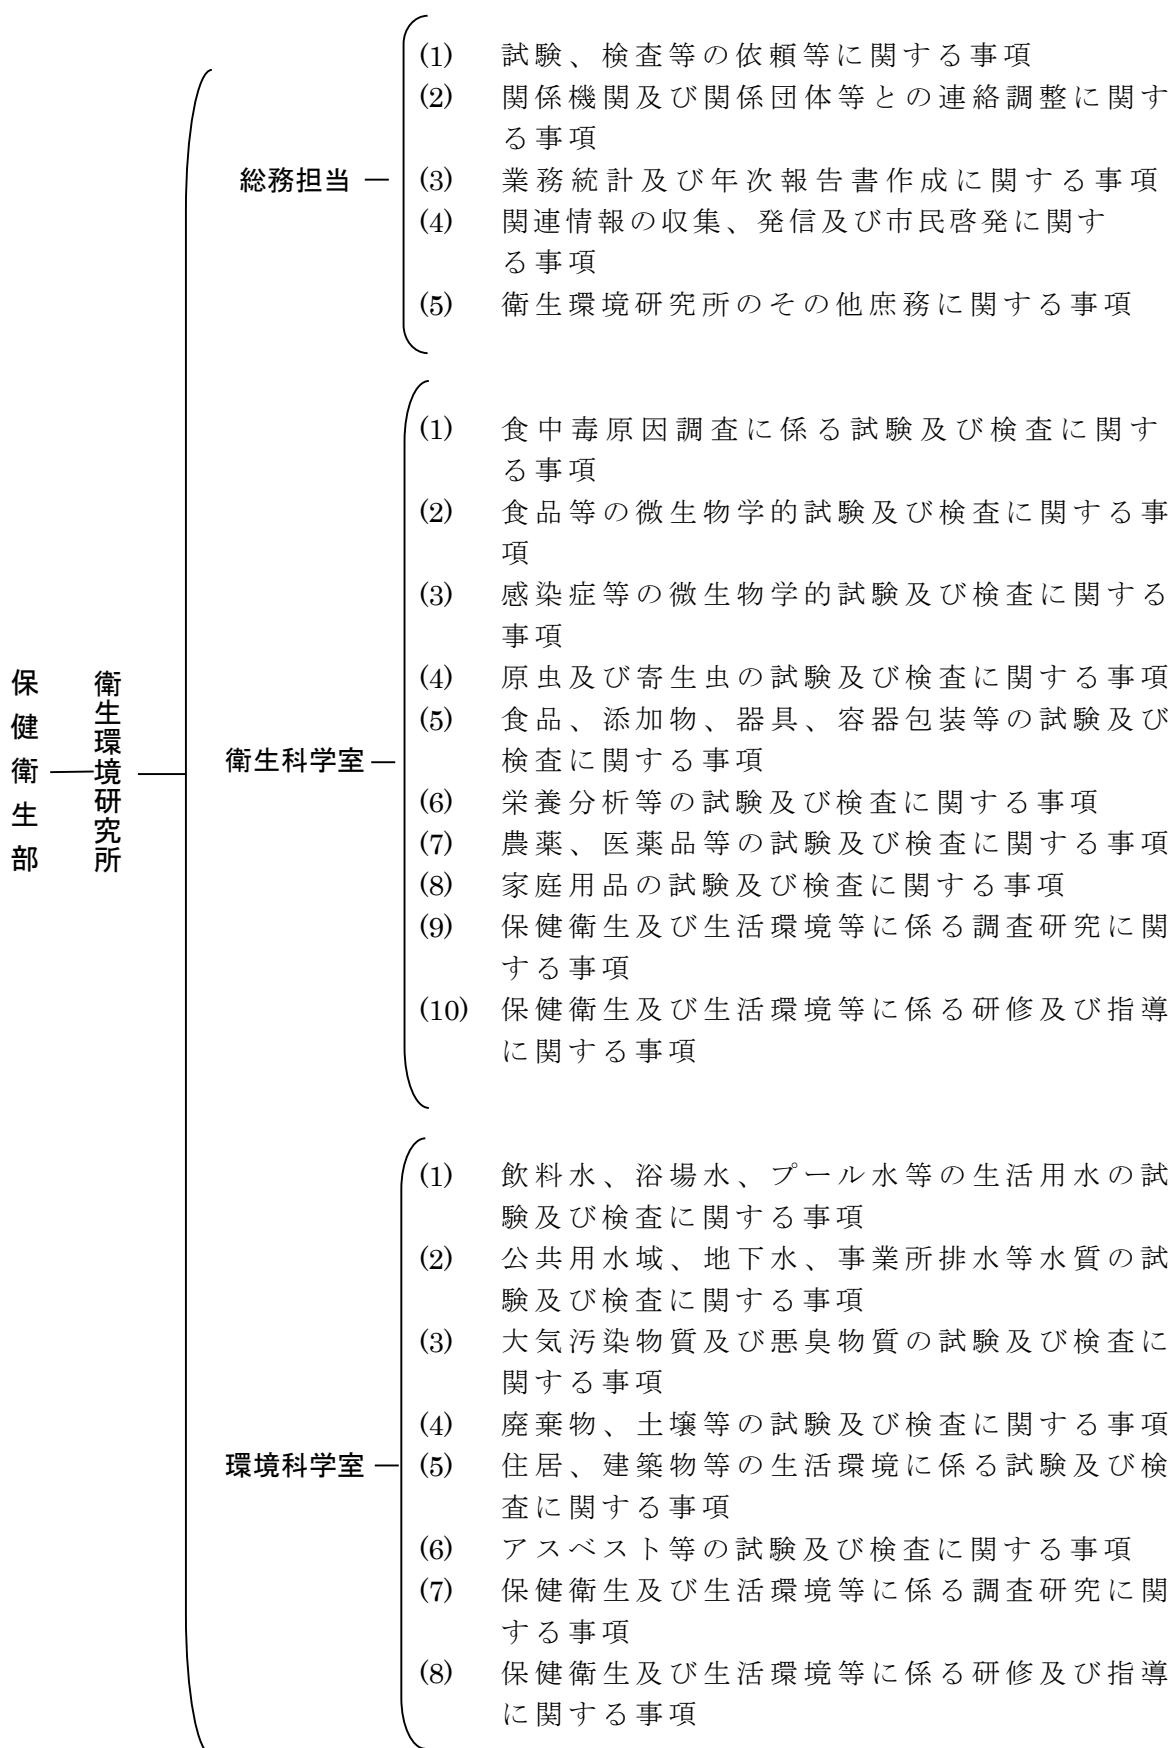 保健衛生部
衛生環境研究所
総務担当
(1) 試験、検査等の依頼等に関する事項
(2) 関係機関及び関係団体等との連絡調整に関す
る事項
(3) 業務統計及び年次報告書作成に関する事項
(4) 関連情報の収集、発信及び市民啓発に関す
る事項
(5) 衛生環境研究所のその他庶務に関する事項
衛生科学室
(1) 食中毒原因調査に係る試験及び検査に関す
る事項
(2) 食品等の微生物学的試験及び検査に関する事
項
(3) 感染症等の微生物学的試験及び検査に関する
事項
(4) 原虫及び寄生虫の試験及び検査に関する事項
(5) 食品、添加物、器具、容器包装等の試験及び
検査に関する事項
(6) 栄養分析等の試験及び検査に関する事項
(7) 農薬、医薬品等の試験及び検査に関する事項
(8) 家庭用品の試験及び検査に関する事項
(9) 保健衛生及び生活環境等に係る調査研究に関
する事項
(10) 保健衛生及び生活環境等に係る研修及び指導
に関する事項
環境科学室
(1) 飲料水、浴場水、プール水等の生活用水の試
験及び検査に関する事項
(2) 公共用水域、地下水、事業所排水等水質の試
験及び検査に関する事項
(3) 大気汚染物質及び悪臭物質の試験及び検査に
関する事項
(4) 廃棄物、土壌等の試験及び検査に関する事項
(5) 住居、建築物等の生活環境に係る試験及び検
査に関する事項
(6) アスベスト等の試験及び検査に関する事項
(7) 保健衛生及び生活環境等に係る調査研究に関
する事項
(8) 保健衛生及び生活環境等に係る研修及び指導
に関する事項